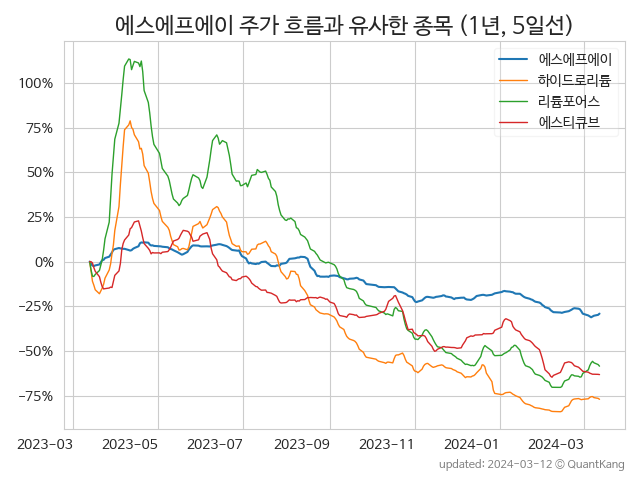 에스에프에이 주가 흐름과 유사한 종목 (1년, 5일선)
에스에프에이
하이드로리튬
리튬포어스
에스티큐브
100%
75%
50%
25%
0%
−25%
−50%
−75%
2023-03
2023-05
2023-07
2023-09
2023-11
2024-01
2024-03
updated: 2024-03-12 © QuantKang